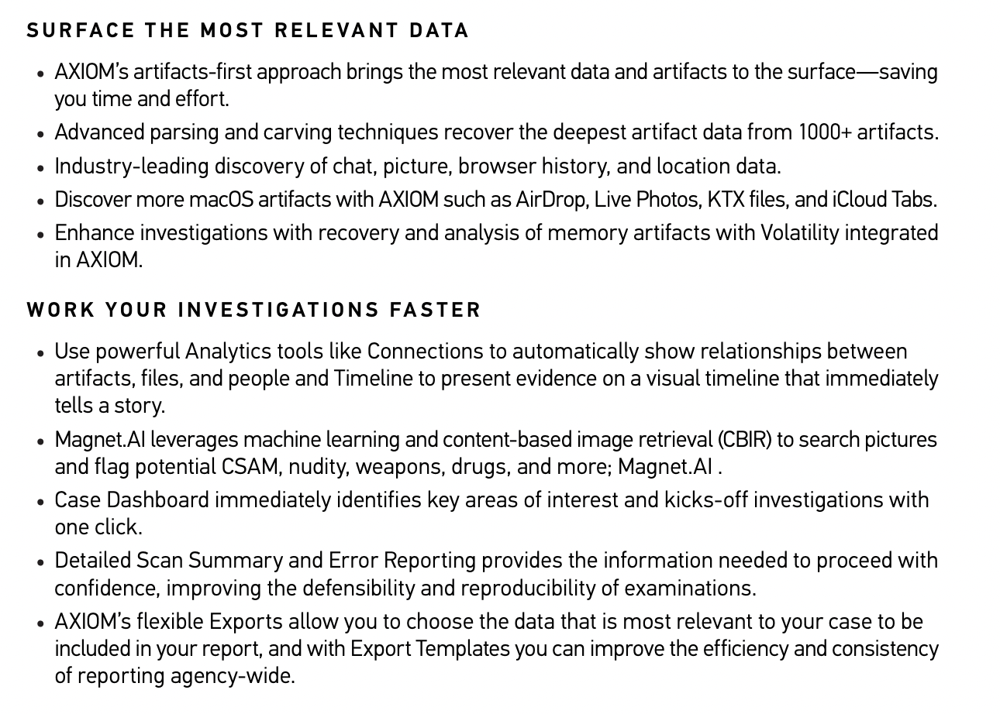 SURFACE THE MOST RELEVANT DATA
• AXIOM’s artifacts-first approach brings the most relevant data and artifacts to the surface—saving
you time and effort.
• Advanced parsing and carving techniques recover the deepest artifact data from 1000+ artifacts.
• Industry-leading discovery of chat, picture, browser history, and location data.
• Discover more macOS artifacts with AXIOM such as AirDrop, Live Photos, KTX files, and iCloud Tabs.
• Enhance investigations with recovery and analysis of memory artifacts with Volatility integrated
in AXIOM.
WORK YOUR INVESTIGATIONS FASTER
• Use powerful Analytics tools like Connections to automatically show relationships between
artifacts, files, and people and Timeline to present evidence on a visual timeline that immediately
tells a story.
• Magnet.AI leverages machine learning and content-based image retrieval (CBIR) to search pictures
and flag potential CSAM, nudity, weapons, drugs, and more; Magnet.AI .
• Case Dashboard immediately identifies key areas of interest and kicks-off investigations with
one click.
• Detailed Scan Summary and Error Reporting provides the information needed to proceed with
confidence, improving the defensibility and reproducibility of examinations.
• AXIOM’s flexible Exports allow you to choose the data that is most relevant to your case to be
included in your report, and with Export Templates you can improve the efficiency and consistency
of reporting agency-wide.